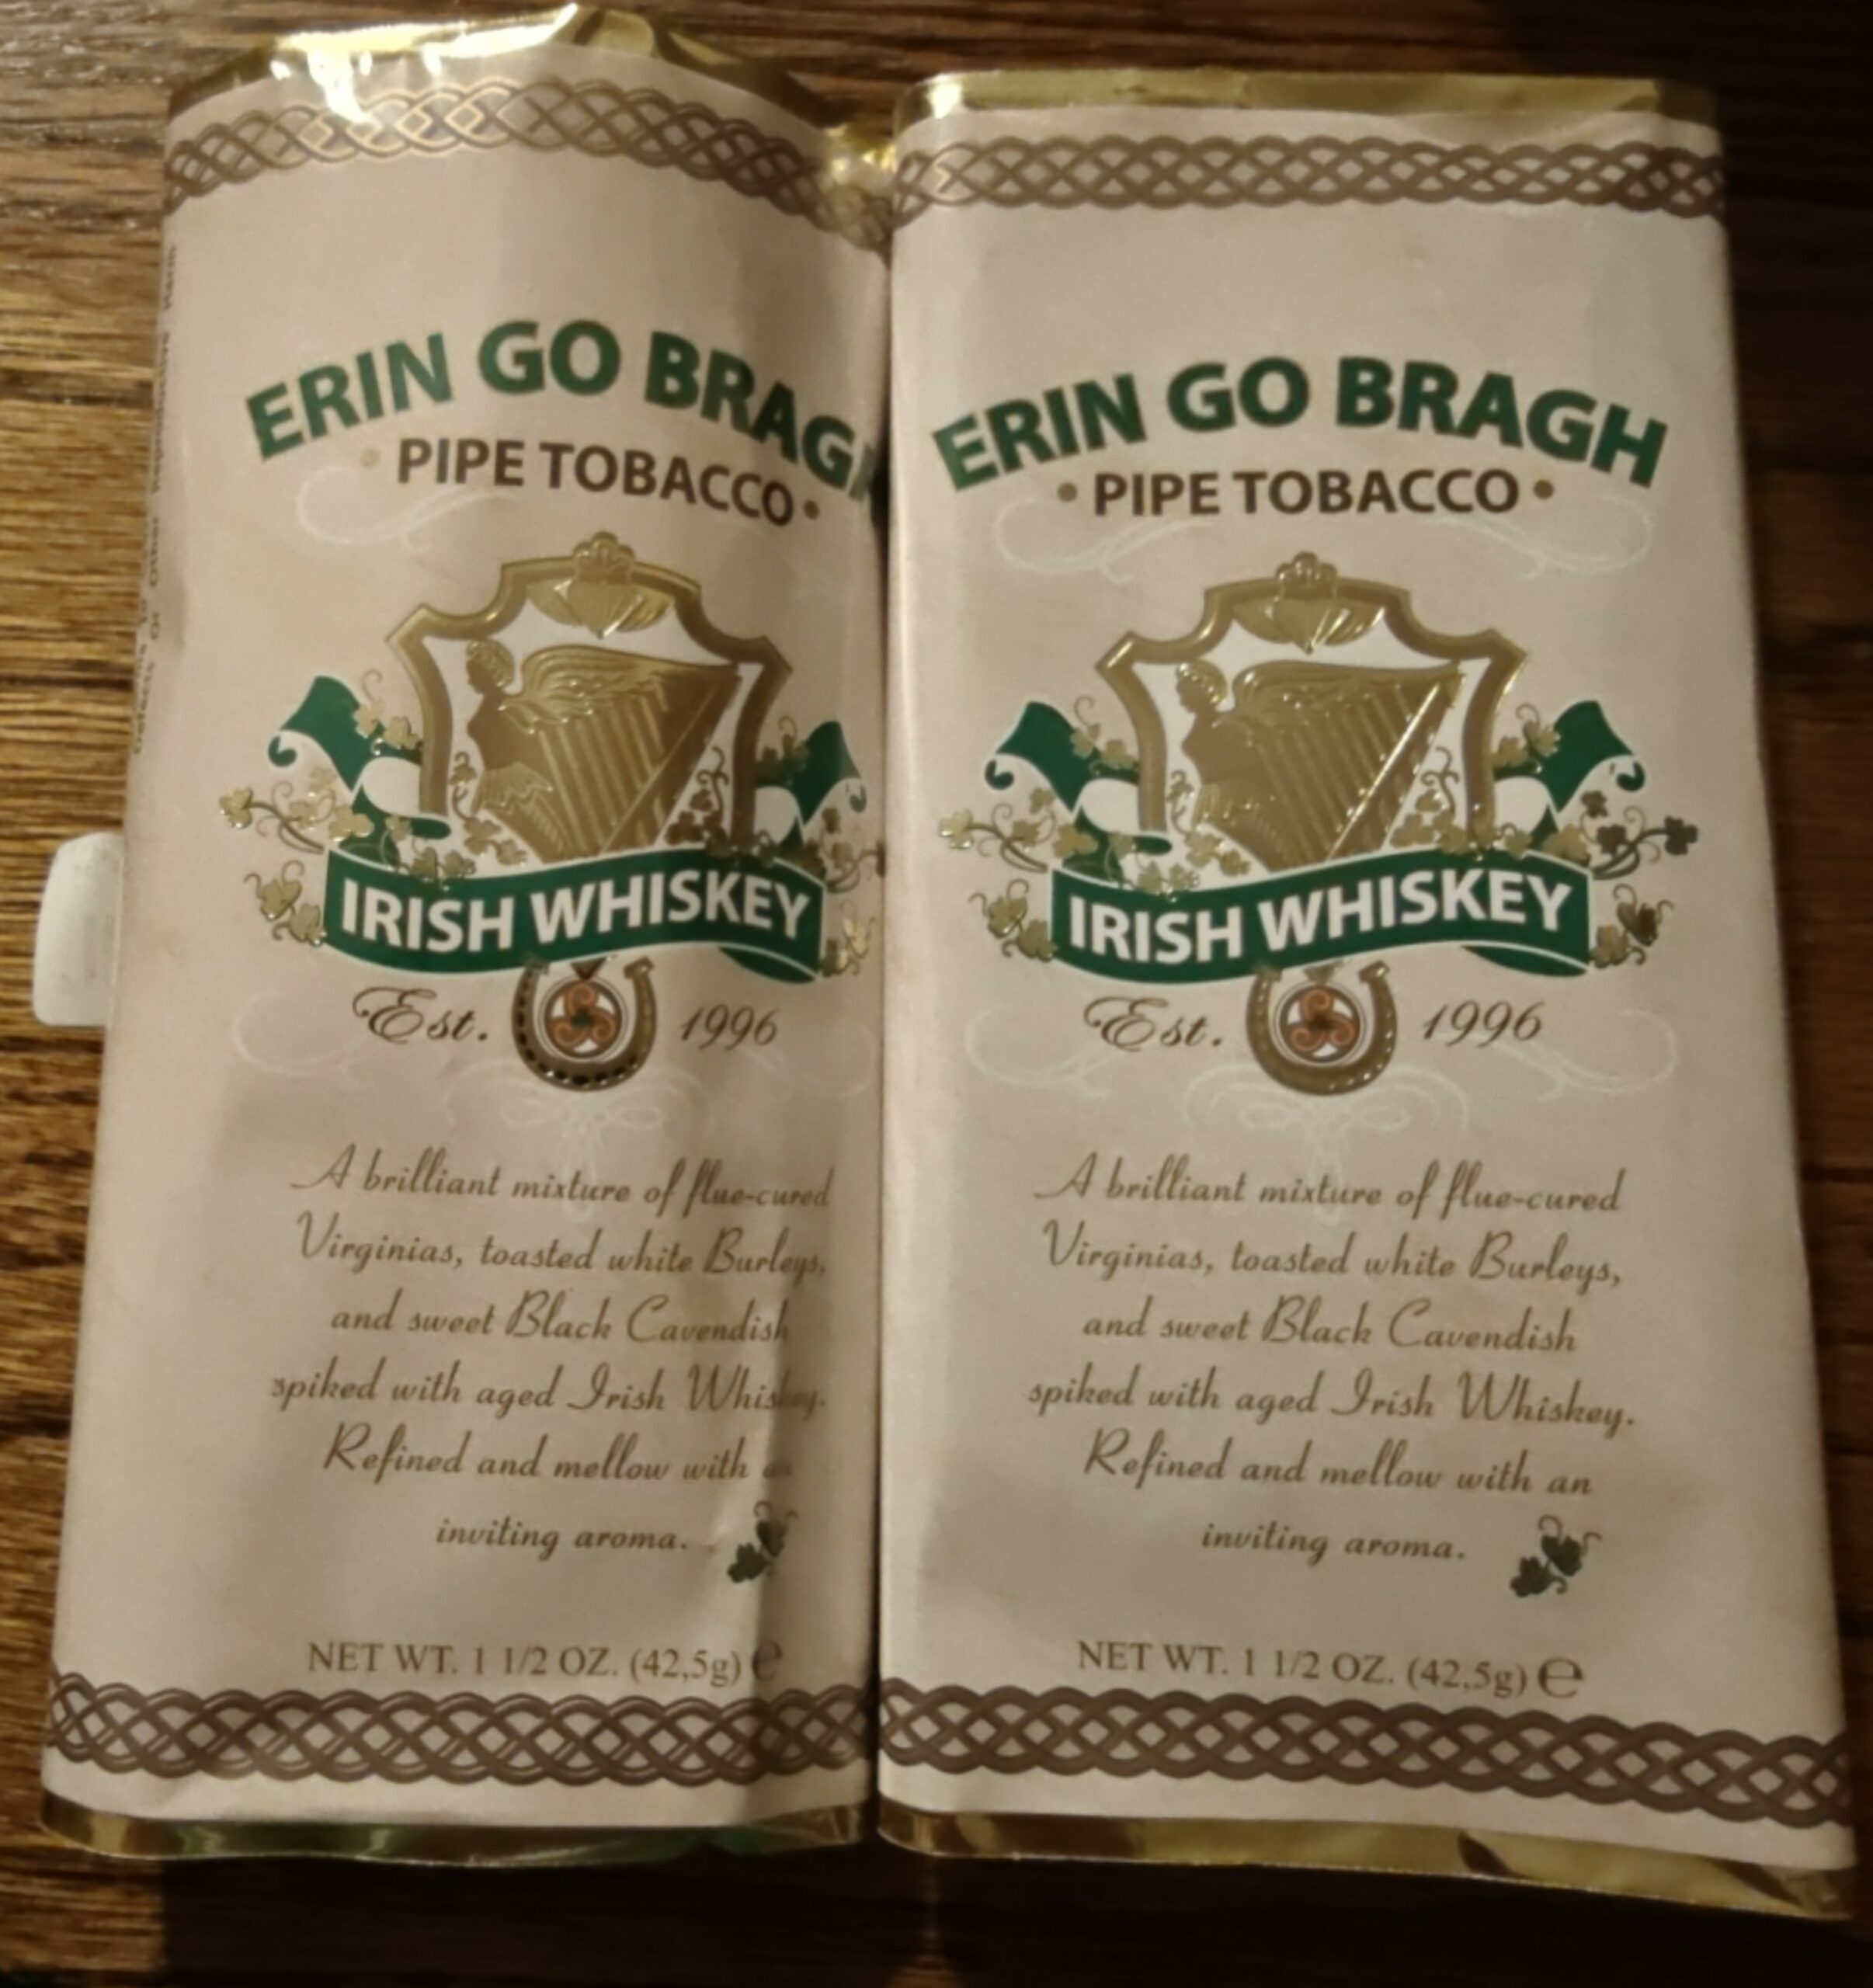 ERIN GO BRAGH
• PIPE TOBACCO •
IRISH WHISKEY
Est. 1996
A brilliant mixture of flue-cured
Virginias, toasted white Burleys,
and sweet Black Cavendish
spiked with aged Irish Whiskey.
Refined and mellow with an
inviting aroma.
NET WT. 1 1/2 OZ. (42,5g) ℮
ERIN GO BRAGH
• PIPE TOBACCO •
IRISH WHISKEY
Est. 1996
A brilliant mixture of flue-cured
Virginias, toasted white Burleys,
and sweet Black Cavendish
spiked with aged Irish Whiskey.
Refined and mellow with an
inviting aroma.
NET WT. 1 1/2 OZ. (42,5g) ℮